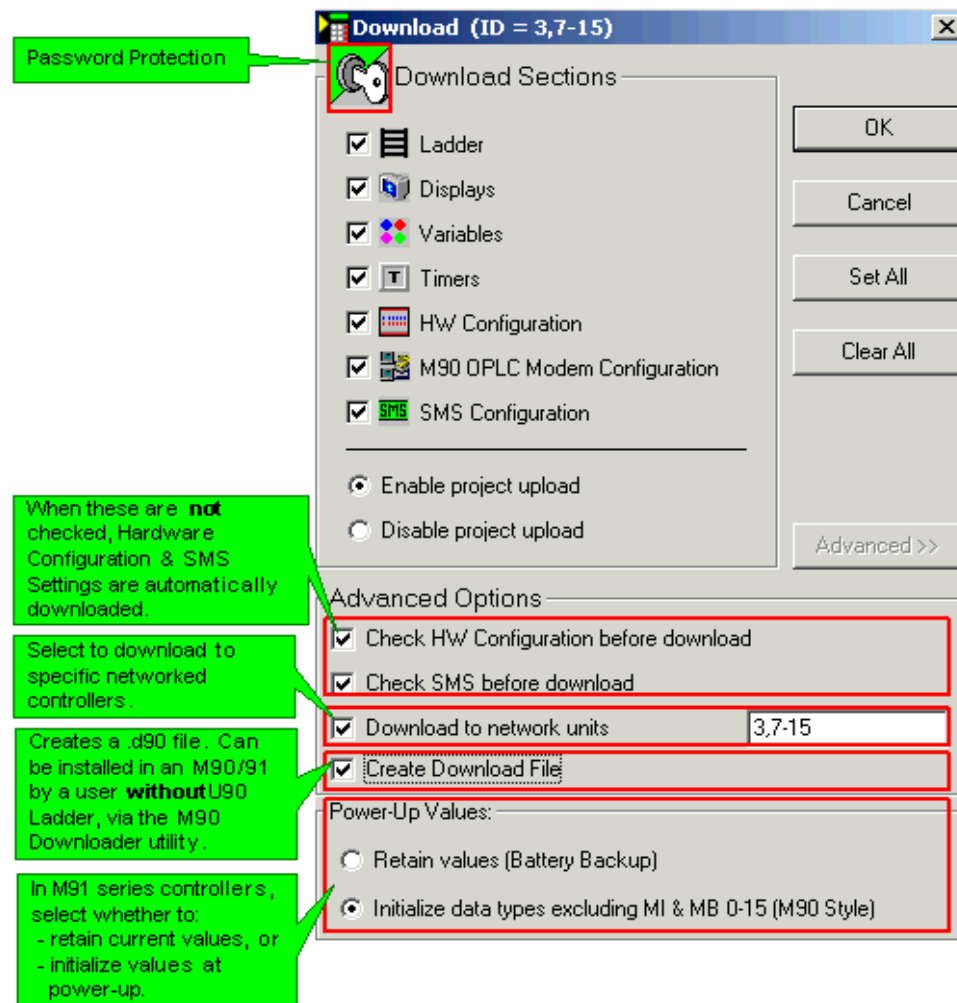 Download (ID = 3,7-15)
Password Protection
Download Sections
Ladder
Displays
Variables
T Timers
HW Configuration
M90 OPLC Modem Configuration
SMS SMS Configuration
Enable project upload
Disable project upload
OK
Cancel
Set All
Clear All
Advanced >>
When these are not
checked, Hardware
Configuration & SMS
Settings are automatically
downloaded.
Advanced Options
Check HW Configuration before download
Check SMS before download
Select to download to
specific networked
controllers.
Download to network units 3,7-15
Creates a .d90 file. Can
be installed in an M90/91
by a user without U90
Ladder, via the M90
Downloader utility.
Create Download File
Power-Up Values:
Retain values (Battery Backup)
Initialize data types excluding MI & MB 0-15 (M90 Style)
In M91 series controllers,
select whether to:
- retain current values, or
- initialize values at
power-up.